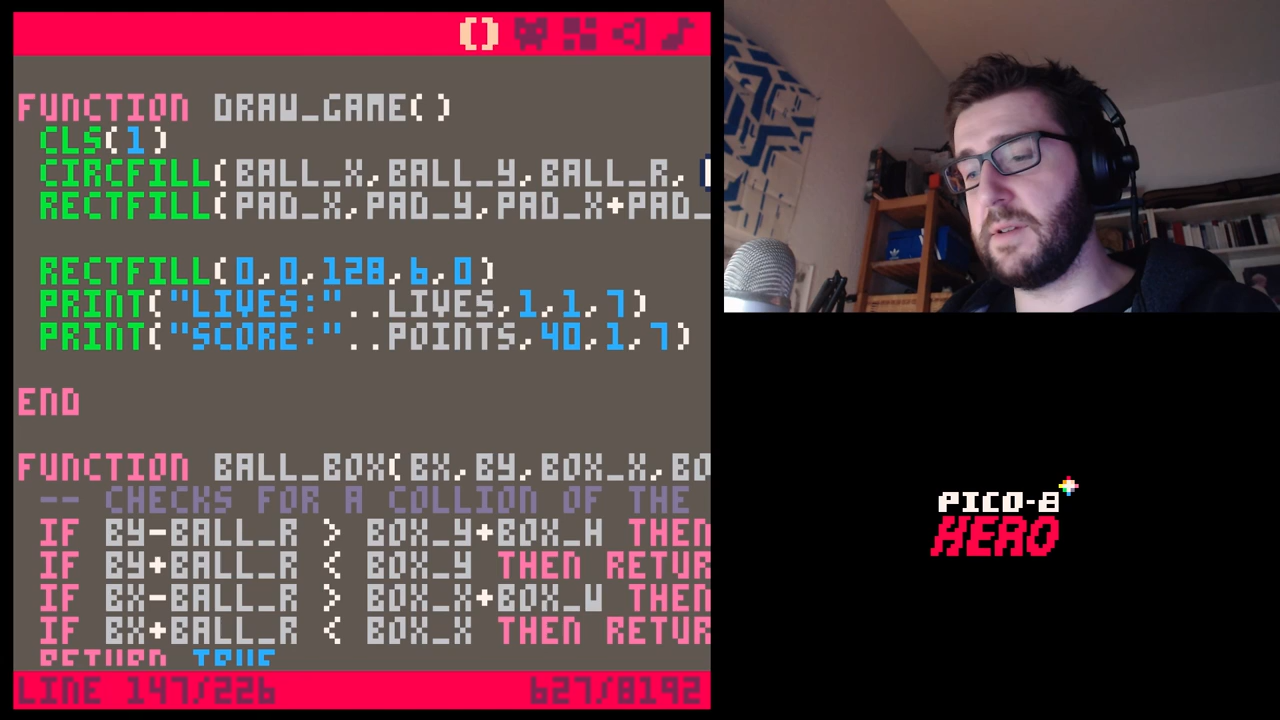 FUNCTION DRAW_GAME()
CLS(1)
CIRCFILL(BALL_X,BALL_Y,BALL_R,
RECTFILL(PAD_X,PAD_Y,PAD_X+PAD_
RECTFILL(0,0,128,6,0)
PRINT("LIVES:"..LIVES,1,1,7)
PRINT("SCORE:"..POINTS,40,1,7)
END
FUNCTION BALL_BOX(BX,BY,BOX_X,BO
-- CHECKS FOR A COLLION OF THE
IF BY-BALL_R > BOX_Y+BOX_H THEN
IF BY+BALL_R < BOX_Y THEN RETUR
IF BX-BALL_R > BOX_X+BOX_W THEN
IF BX+BALL_R < BOX_X THEN RETUR
RETURN TRUE
LINE 147/226 627/8192
PICO-8
HERO